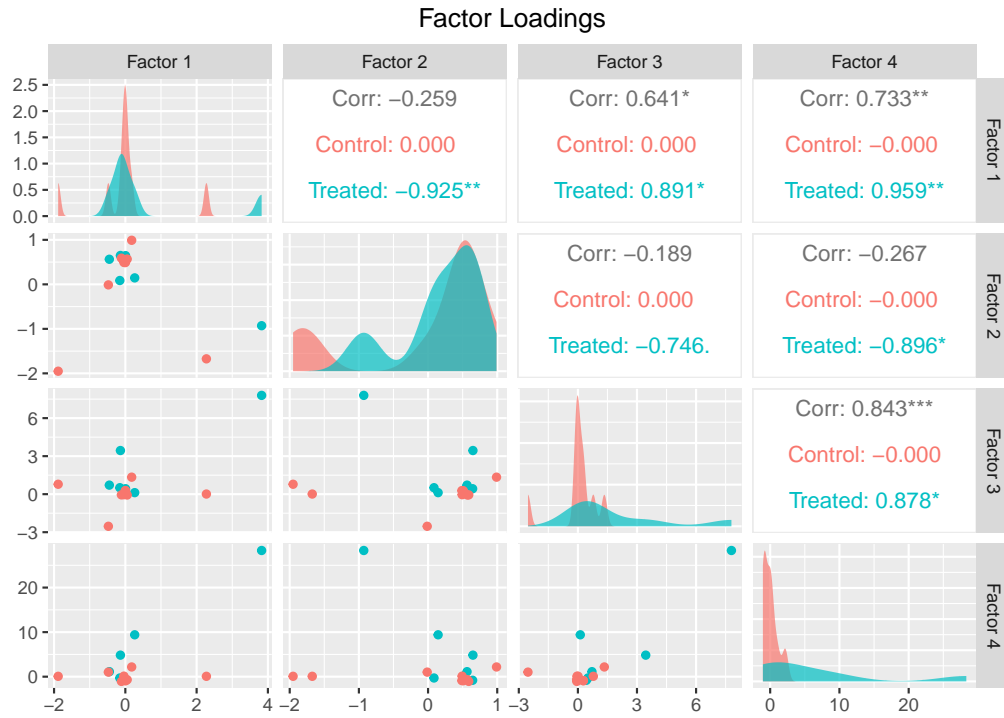 Factor Loadings
Factor 1 Factor 2 Factor 3 Factor 4
2.5
2.0
1.5
1.0
0.5
0.0
Corr: −0.259
Control: 0.000
Treated: −0.925**
Corr: 0.641*
Control: 0.000
Treated: 0.891*
Corr: 0.733**
Control: −0.000
Treated: 0.959**
Factor 1
1
0
−1
−2
Corr: −0.189
Control: 0.000
Treated: −0.746.
Corr: −0.267
Control: −0.000
Treated: −0.896*
Factor 2
6
3
0
−3
Corr: 0.843***
Control: −0.000
Treated: 0.878*
Factor 3
20
10
0
Factor 4
−2 0 2 4 −2 −1 0 1 −3 0 3 6 0 10 20